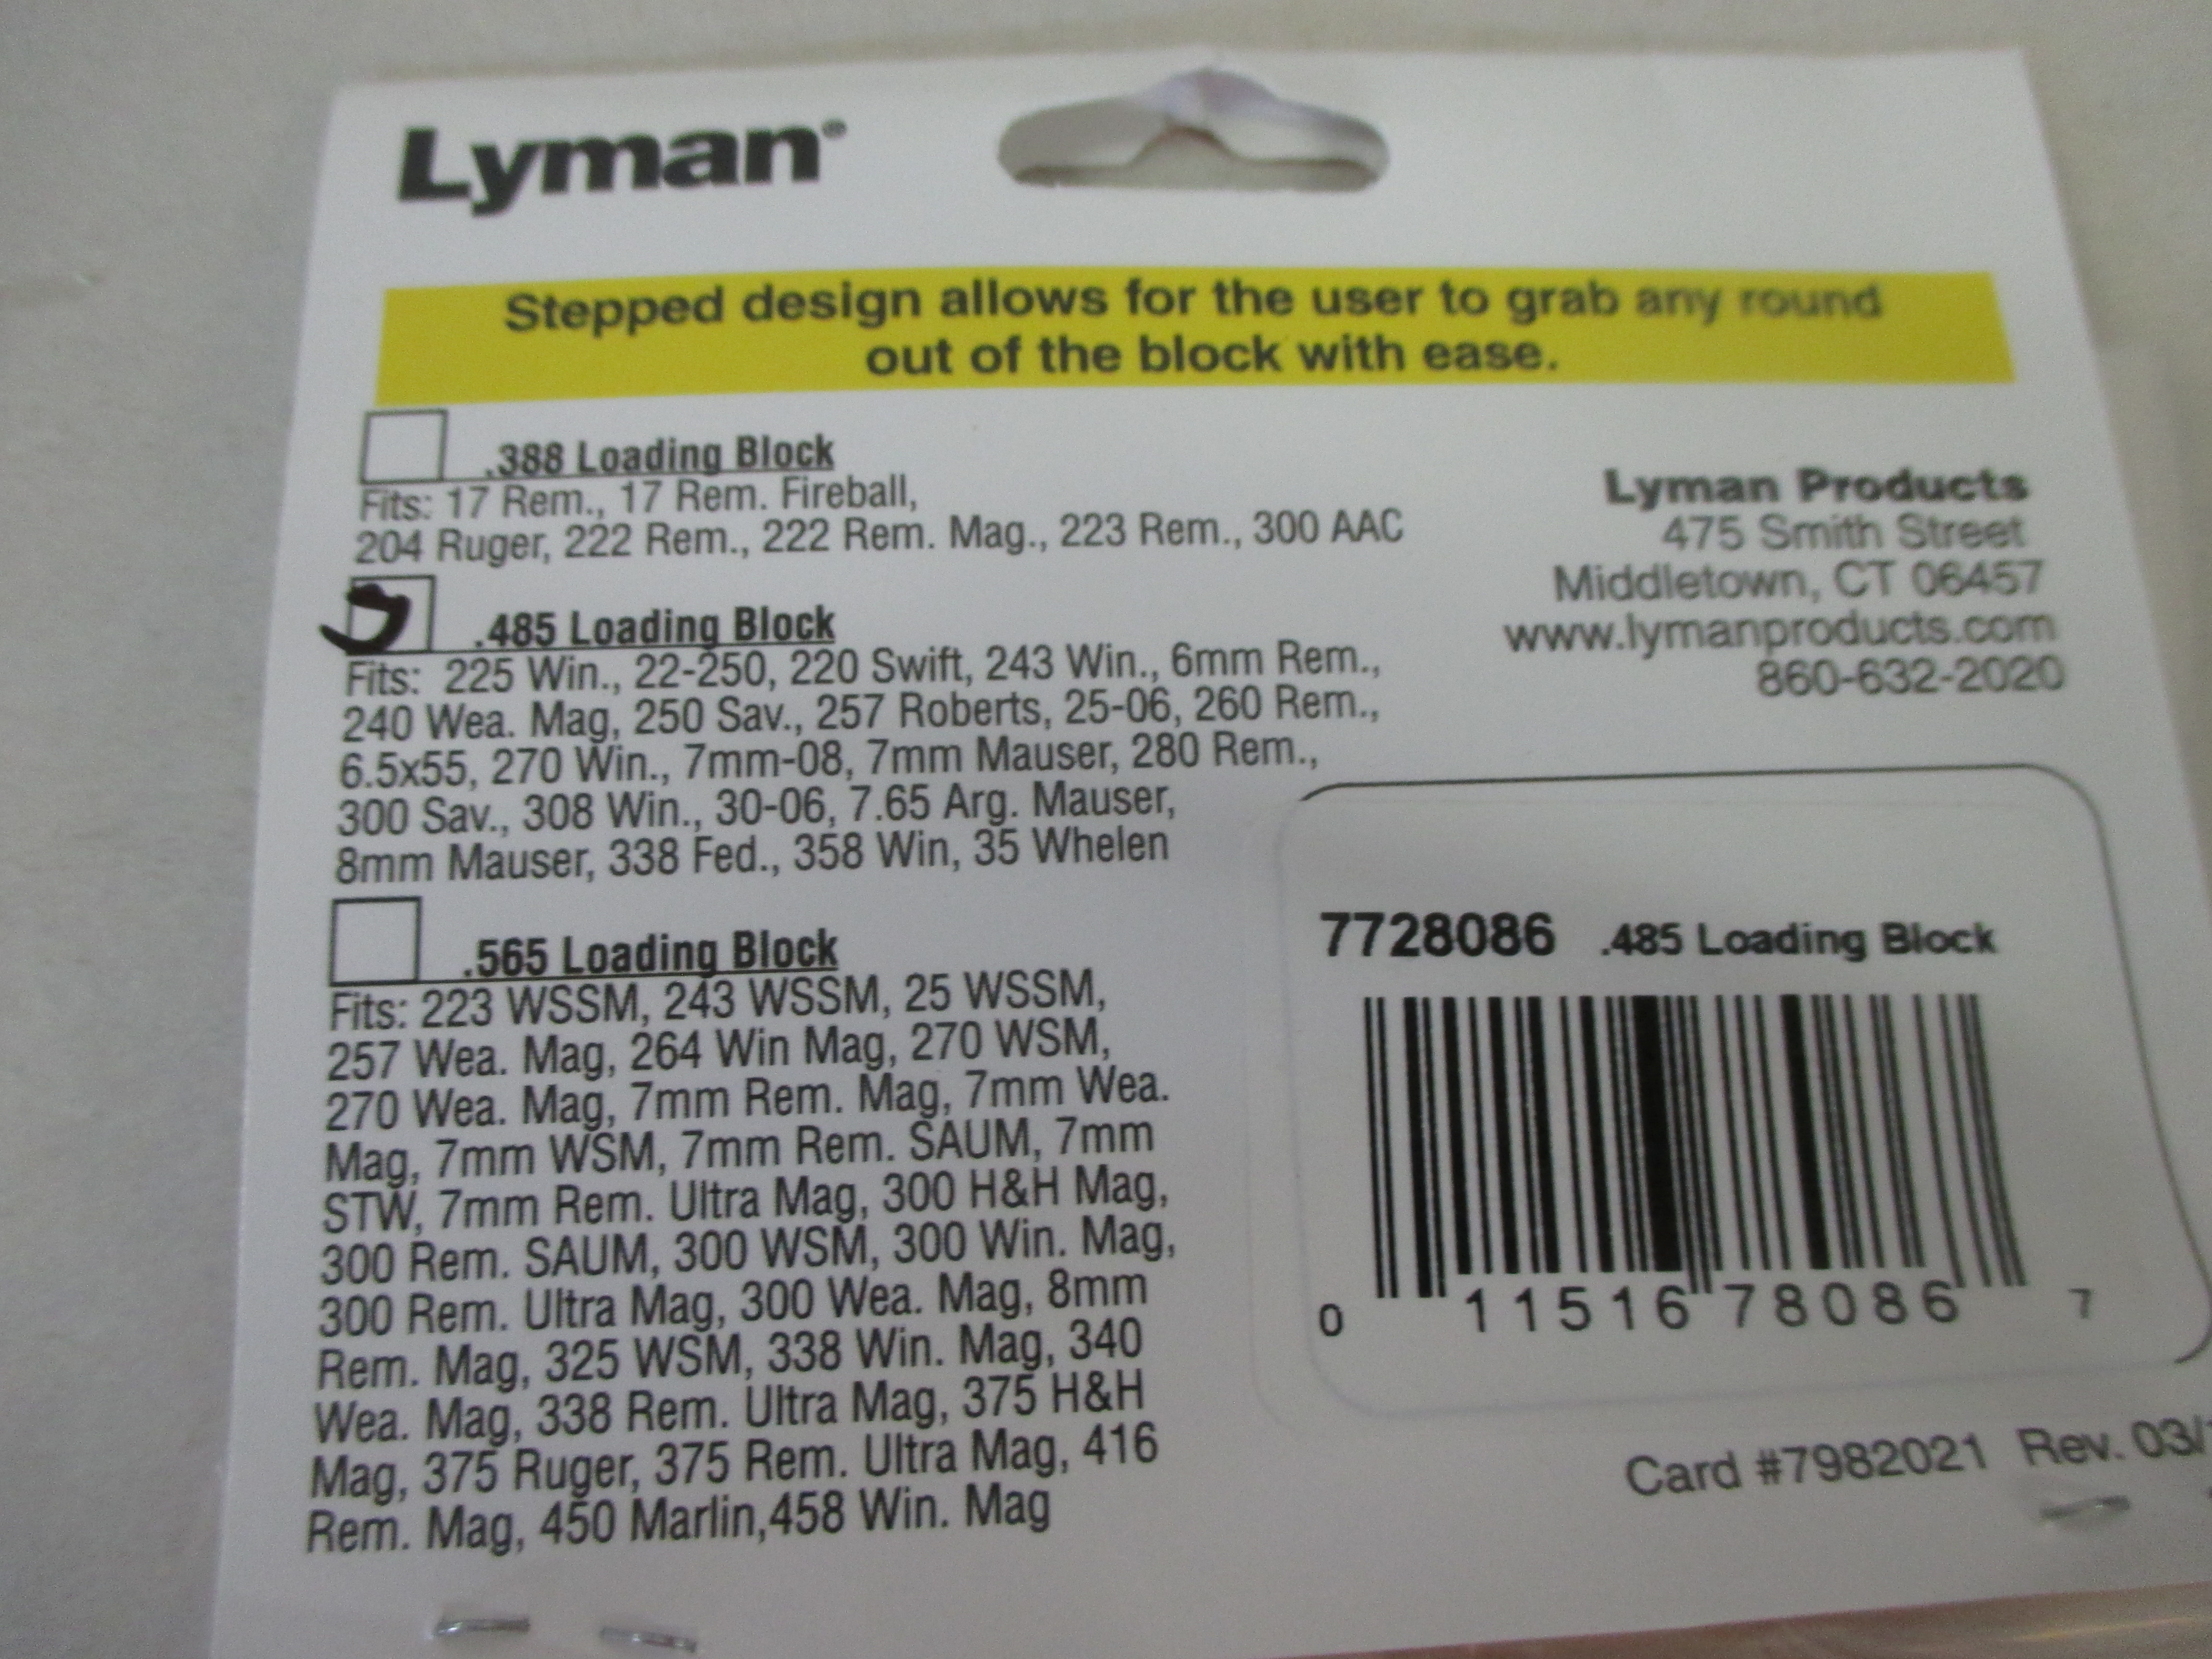 Lyman®
Stepped design allows for the user to grab any round
out of the block with ease.
.388 Loading Block
Fits: 17 Rem., 17 Rem. Fireball,
204 Ruger, 222 Rem., 222 Rem. Mag., 223 Rem., 300 AAC
.485 Loading Block
Fits: 225 Win., 22-250, 220 Swift, 243 Win., 6mm Rem.,
240 Wea. Mag, 250 Sav., 257 Roberts, 25-06, 260 Rem.,
6.5x55, 270 Win., 7mm-08, 7mm Mauser, 280 Rem.,
300 Sav., 308 Win., 30-06, 7.65 Arg. Mauser,
8mm Mauser, 338 Fed., 358 Win, 35 Whelen
.565 Loading Block
Fits: 223 WSSM, 243 WSSM, 25 WSSM,
257 Wea. Mag, 264 Win Mag, 270 WSM,
270 Wea. Mag, 7mm Rem. Mag, 7mm Wea.
Mag, 7mm WSM, 7mm Rem. SAUM, 7mm
STW, 7mm Rem. Ultra Mag, 300 H&H Mag,
300 Rem. SAUM, 300 WSM, 300 Win. Mag,
300 Rem. Ultra Mag, 300 Wea. Mag, 8mm
Rem. Mag, 325 WSM, 338 Win. Mag, 340
Wea. Mag, 338 Rem. Ultra Mag, 375 H&H
Mag, 375 Ruger, 375 Rem. Ultra Mag, 416
Rem. Mag, 450 Marlin,458 Win. Mag
Lyman Products
475 Smith Street
Middletown, CT 06457
www.lymanproducts.com
860-632-2020
7728086 .485 Loading Block
0 11516 78086 7
Card #7982021 Rev. 03/